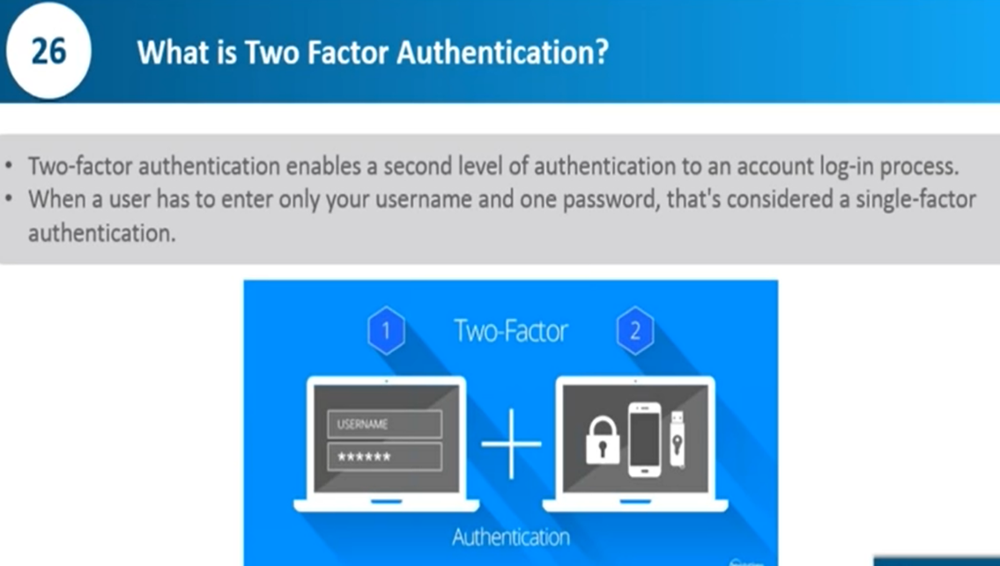 26
What is Two Factor Authentication?
• Two-factor authentication enables a second level of authentication to an account log-in process.
• When a user has to enter only your username and one password, that's considered a single-factor
authentication.
1 Two-Factor 2
USERNAME
******
Authentication